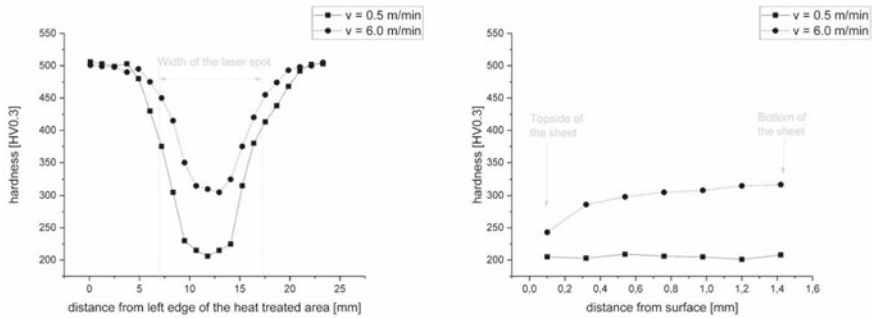 v = 0.5 m/min
v = 6.0 m/min
550
500
450
400
350
300
250
200
hardness [HV0.3]
Width of the laser spot
0
5
10
15
20
25
distance from left edge of the heat treated area [mm]
v = 0.5 m/min
v = 6.0 m/min
550
500
450
400
350
300
250
200
hardness [HV0.3]
Topside of
the sheet
Bottom of
the sheet
0,0
0,2
0,4
0,6
0,8
1,0
1,2
1,4
1,6
distance from surface [mm]